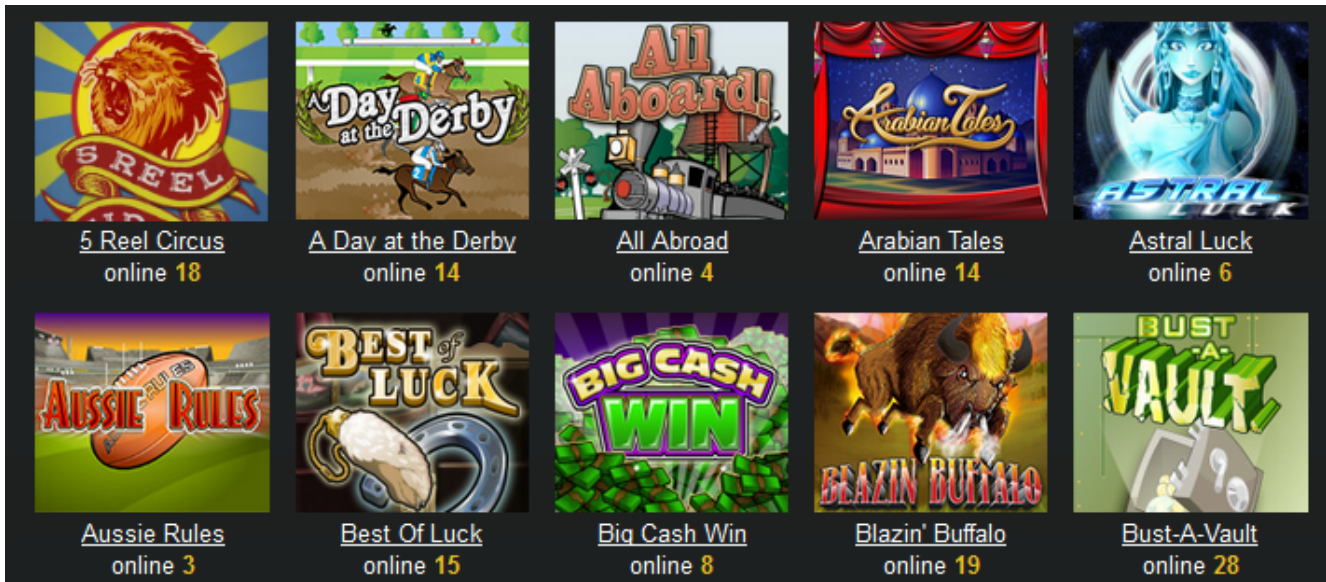 5 REEL
A Day
at the Derby
All
Aboard!
Arabian Tales
ASTRAL
LUCK
5 Reel Circus
A Day at the Derby
All Abroad
Arabian Tales
Astral Luck
online 18
online 14
online 4
online 14
online 6
AUSSIE RULES
RULES
BEST of
LUCK
BIG CASH
WIN
BLAZIN BUFFALO
BUST
-A-
VAULT
Aussie Rules
Best Of Luck
Big Cash Win
Blazin' Buffalo
Bust-A-Vault
online 3
online 15
online 8
online 19
online 28